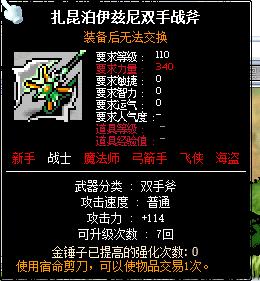 扎昆泊伊兹尼双手战斧
装备后无法交换
要求等级： 110
要求力量： 340
要求敏捷： 0
要求智力： 0
要求运气： 0
要求人气度： -
道具等级： -
道具经验值： -
新手 战士 魔法师 弓箭手 飞侠 海盗
武器分类 ： 双手斧
攻击速度 ： 普通
攻击力 ： +114
可升级次数 ： 7回
金锤子已提高的强化次数: 0
使用宿命剪刀，可以使物品交易1次。